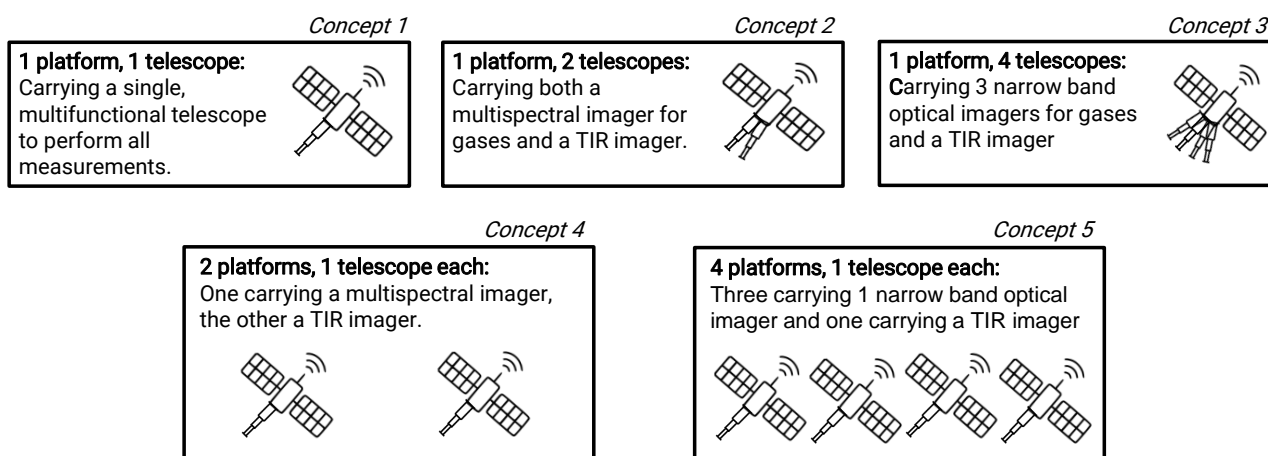 Concept 1
1 platform, 1 telescope:
Carrying a single,
multifunctional telescope
to perform all
measurements.
Concept 2
1 platform, 2 telescopes:
Carrying both a
multispectral imager for
gases and a TIR imager.
Concept 3
1 platform, 4 telescopes:
Carrying 3 narrow band
optical imagers for gases
and a TIR imager
Concept 4
2 platforms, 1 telescope each:
One carrying a multispectral imager,
the other a TIR imager.
Concept 5
4 platforms, 1 telescope each:
Three carrying 1 narrow band optical
imager and one carrying a TIR imager